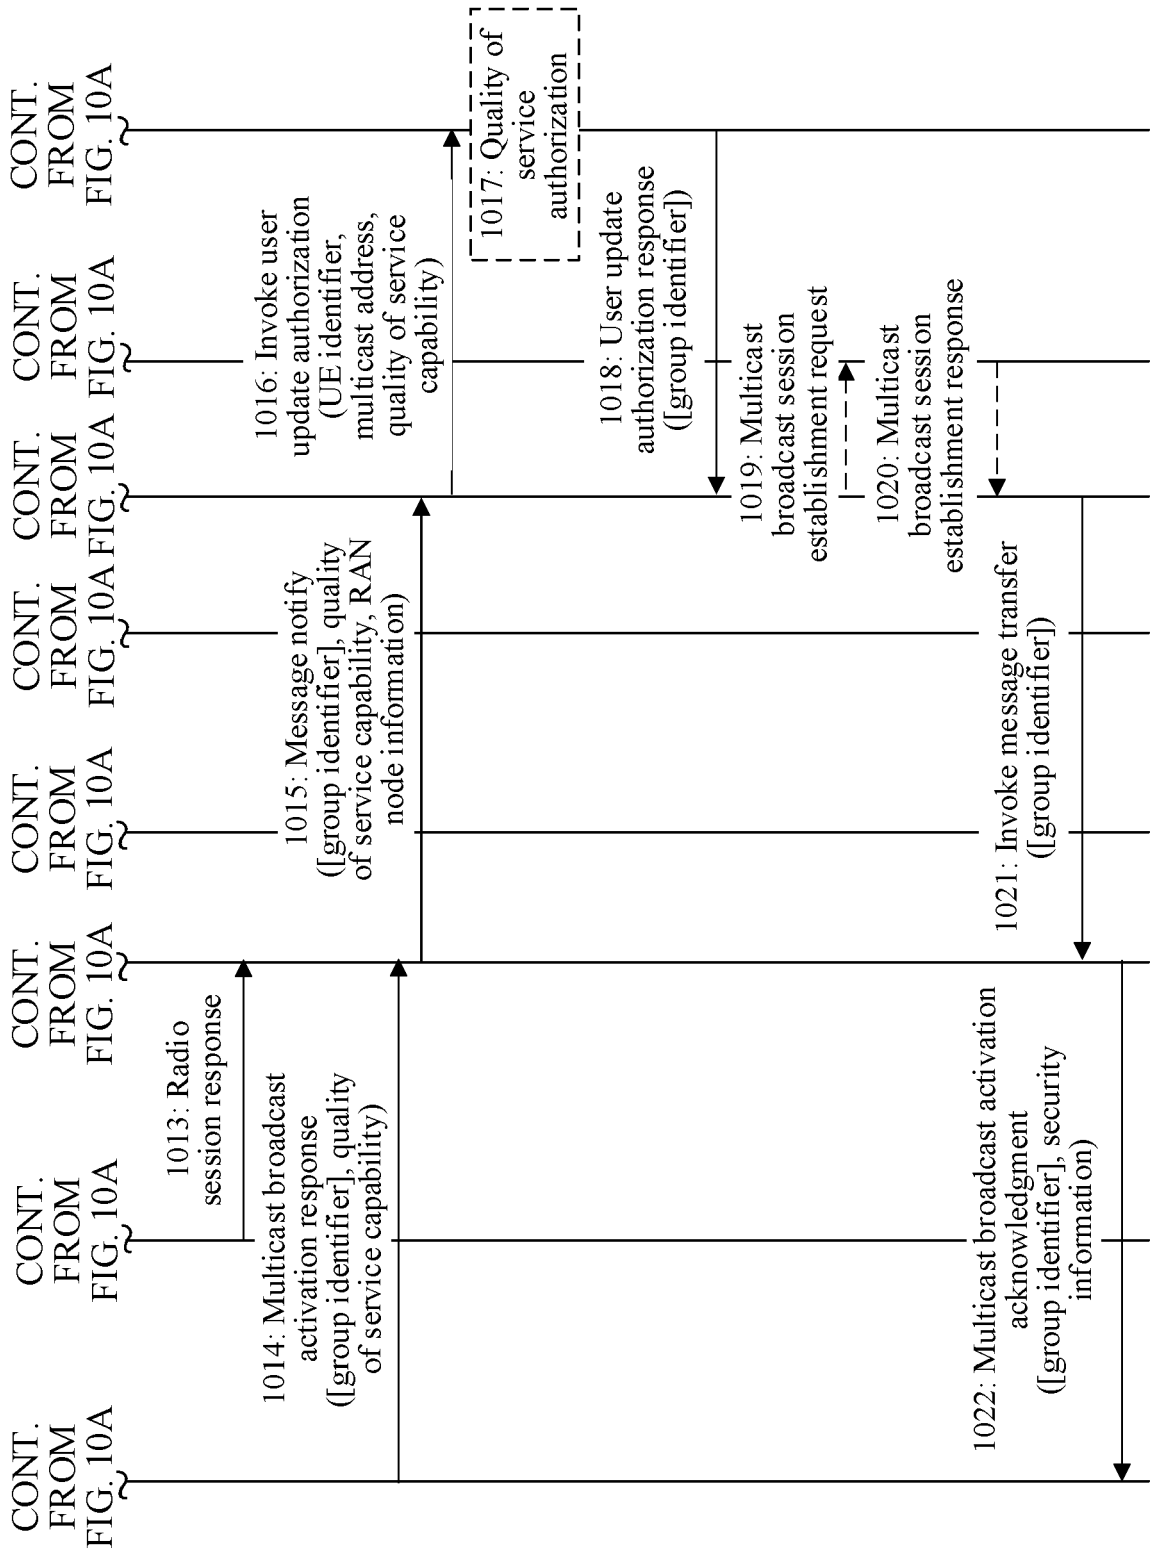 CONT.
FROM
FIG. 10A
CONT.
FROM
FIG. 10A
CONT.
FROM
FIG. 10A
CONT.
FROM
FIG. 10A
CONT.
FROM
FIG. 10A
CONT.
FROM
FIG. 10A
CONT.
FROM
FIG. 10A
CONT.
FROM
FIG. 10A
1013: Radio
session response
1014: Multicast broadcast
activation response
([group identifier], quality
of service capability)
1015: Message notify
([group identifier], quality
of service capability, RAN
node information)
1016: Invoke user
update authorization
(UE identifier,
multicast address,
quality of service
capability)
1017: Quality of
service
authorization
1018: User update
authorization response
([group identifier])
1019: Multicast
broadcast session
establishment request
1020: Multicast
broadcast session
establishment response
1021: Invoke message transfer
([group identifier])
1022: Multicast broadcast activation
acknowledgment
([group identifier], security
information)